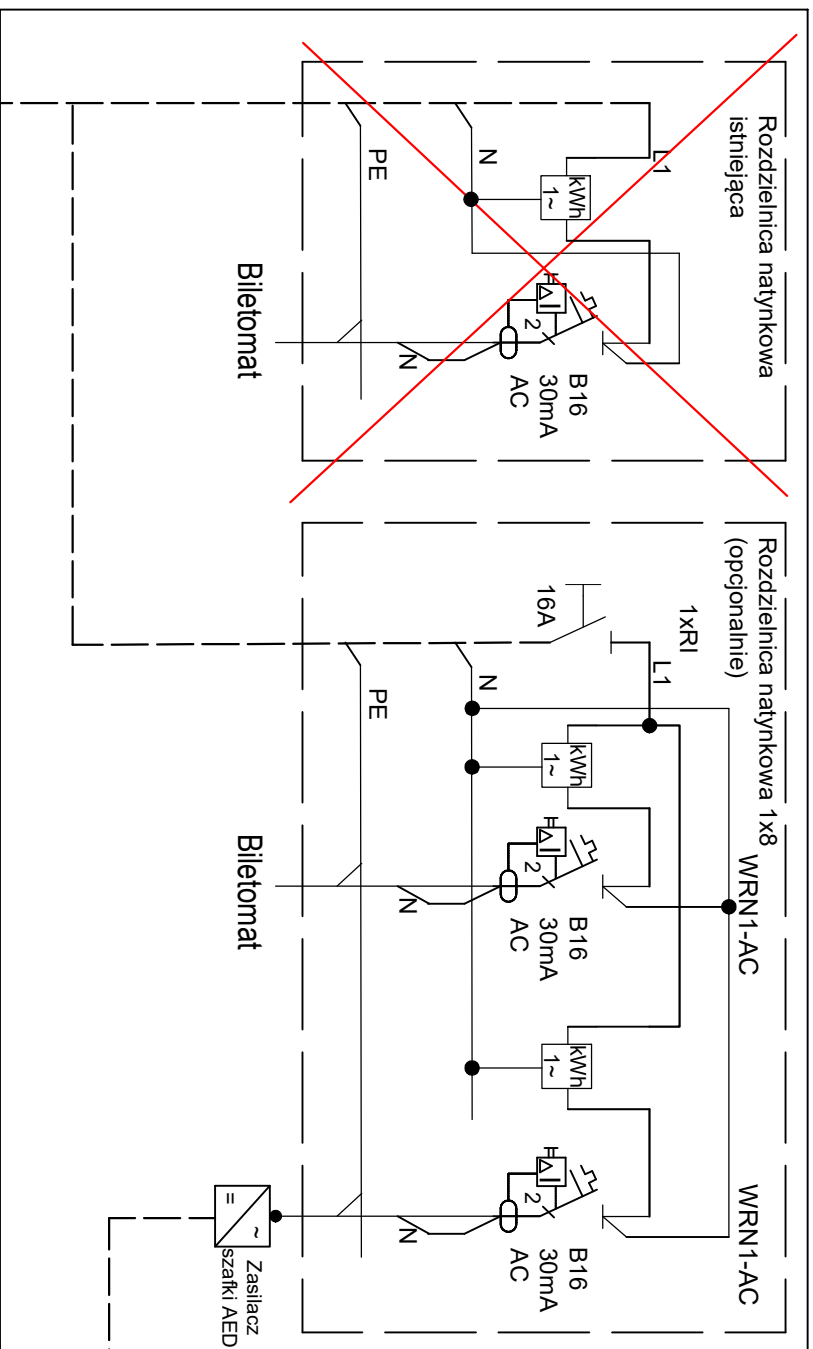 Rozdzielnica natynkowa
istniejąca
L1
N
PE
kWh
1~
2
N
B16
30mA
AC
Biletomat
Rozdzielnica natynkowa 1x8
(opcjonalnie)
1xRI
16A
L1
N
PE
kWh
1~
WRN1-AC
2
N
B16
30mA
AC
Biletomat
kWh
1~
WRN1-AC
2
N
B16
30mA
AC
=
~
Zasilacz
szafki AED